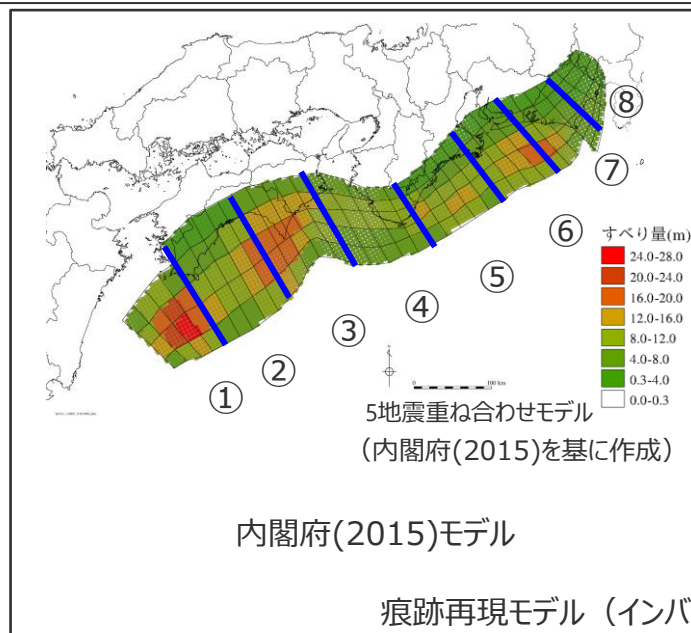 ⑧
⑦
⑥
⑤
④
③
②
①
すべり量(m)
24.0-28.0
20.0-24.0
16.0-20.0
12.0-16.0
8.0-12.0
4.0-8.0
0.3-4.0
0.0-0.3
100 km
5地震重ね合わせモデル
（内閣府(2015)を基に作成）
内閣府(2015)モデル
痕跡再現モデル（インバ